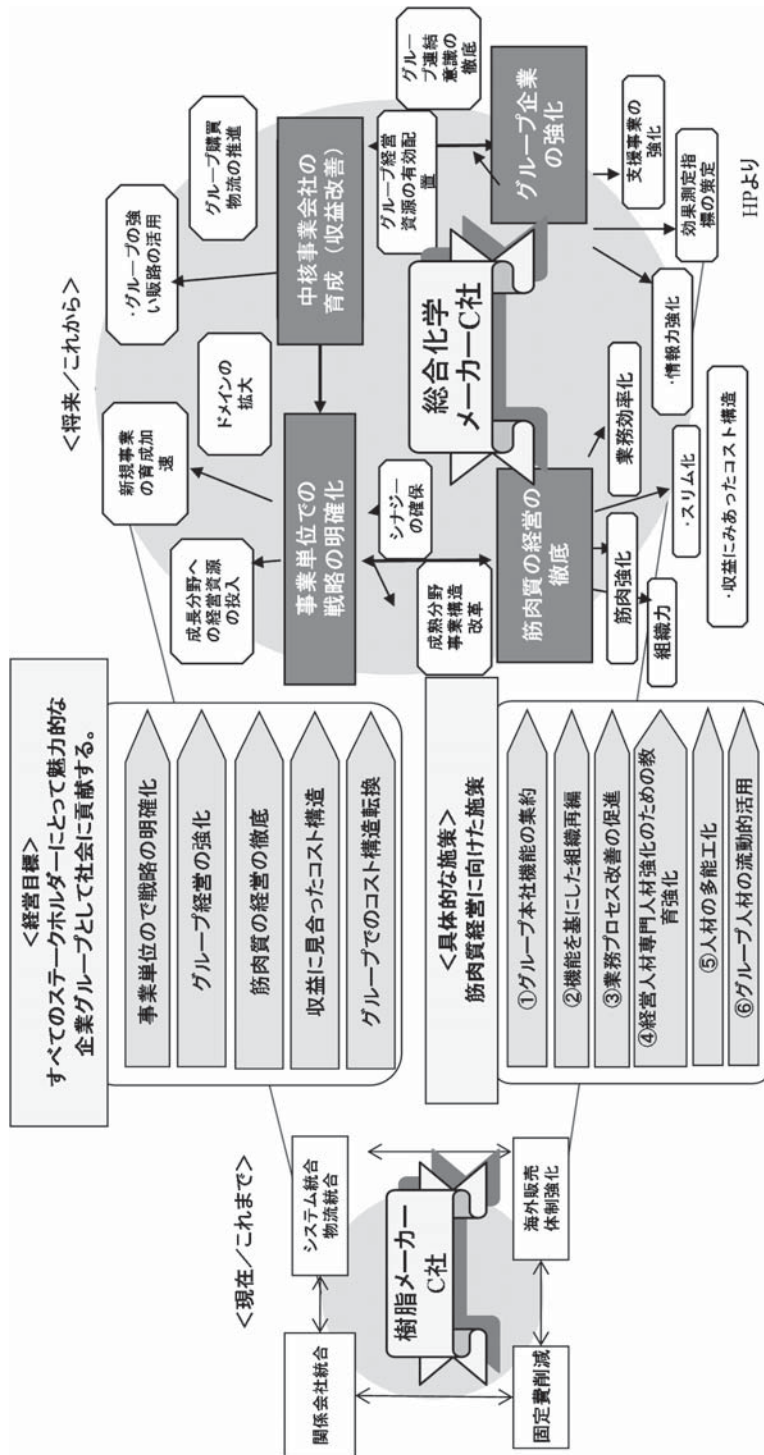 <現在/これまで>
関係会社統合
システム統合
物流統合
樹脂メーカー
C社
固定費削減
海外販売
体制強化
<経営目標>
すべてのステークホルダーにとって魅力的な
企業グループとして社会に貢献する。
事業単位ので戦略の明確化
グループ経営の強化
筋肉質の経営の徹底
収益に見合ったコスト構造
グループでのコスト構造転換
<具体的な施策>
筋肉質経営に向けた施策
①グループ本社機能の集約
②機能を基にした組織再編
③業務プロセス改善の促進
④経営人材専門人材強化のための教
育強化
⑤人材の多能工化
⑥グループ人材の流動的活用
<将来/これから>
成長分野へ
の経営資源
の投入
新規事業
の育成加
速
ドメインの
拡大
・グループの強
い販路の活用
グループ購買
物流の推進
事業単位での
戦略の明確化
中核事業会社の
育成（収益改善）
シナジー
の確保
グループ経営
資源の有効配
置
グルー
プ連結
意識の
徹底
成熟分野
事業構造
改革
総合化学
メーカーC社
筋肉質の経営の
徹底
グループ企業
の強化
筋肉強化
業務効率化
組織力
・スリム化
・情報力強化
支援事業の
強化
効果測定指
標の策定
・収益にみあったコスト構造
HPより